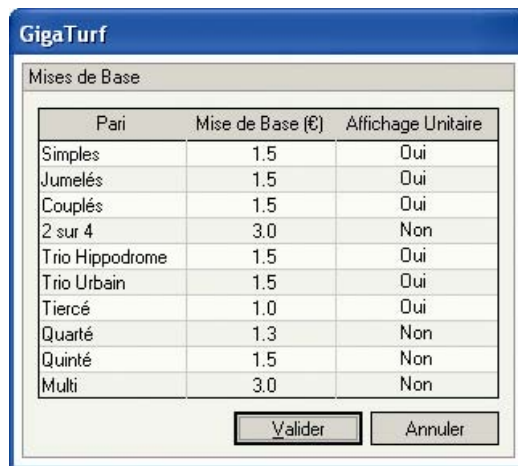 GigaTurf
Mises de Base
Pari Mise de Base (€) Affichage Unitaire
Simples 1.5 Oui
Jumelés 1.5 Oui
Couplés 1.5 Oui
2 sur 4 3.0 Non
Trio Hippodrome 1.5 Oui
Trio Urbain 1.5 Oui
Tiercé 1.0 Oui
Quarté 1.3 Non
Quinté 1.5 Non
Multi 3.0 Non
Valider Annuler